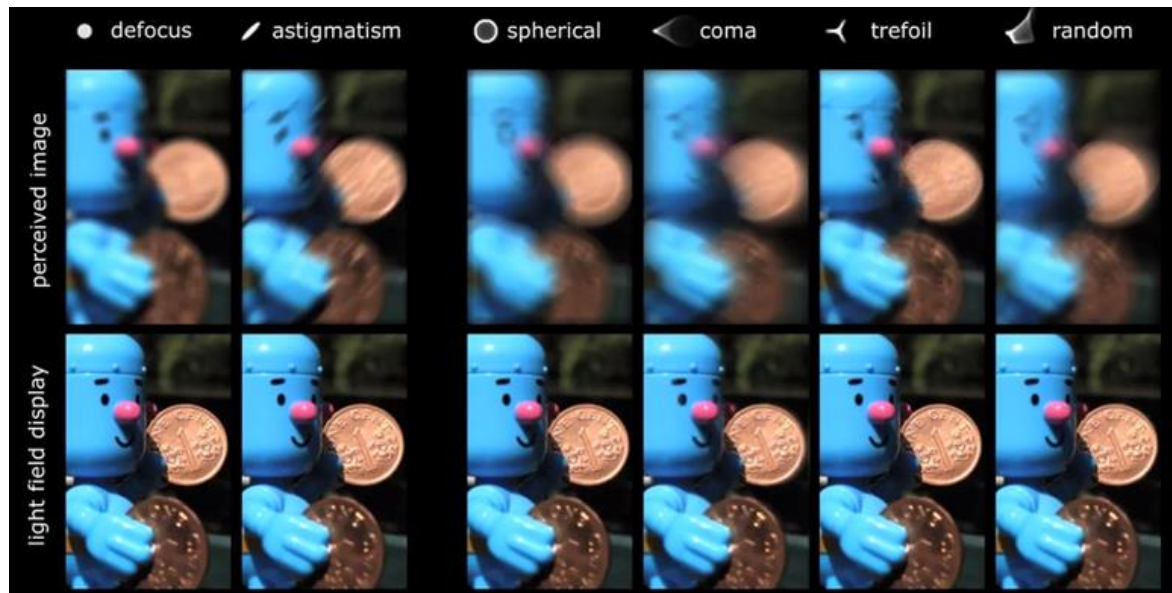 defocus astigmatism spherical coma trefoil random
perceived image
light field display